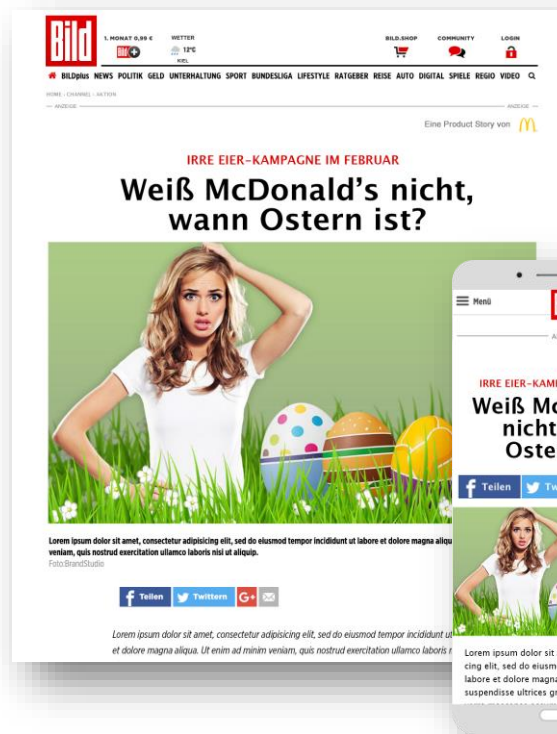 Bild
1. MONAT 0,99 €
WETTER
BILD.SHOP
COMMUNITY
LOGIN
12°C
KIEL
BILDplus NEWS POLITIK GELD UNTERHALTUNG SPORT BUNDESLIGA LIFESTYLE RATGEBER REISE AUTO DIGITAL SPIELE REGIO VIDEO
HOME › CHANNEL › AKTION
ANZEIGE
ANZEIGE
Eine Product Story von
IRRE EIER-KAMPAGNE IM FEBRUAR
Weiß McDonald's nicht,
wann Ostern ist?
Lorem ipsum dolor sit amet, consectetur adipisicing elit, sed do eiusmod tempor incididunt ut labore et dolore magna aliqu
veniam, quis nostrud exercitation ullamco laboris nisi ut aliquip.
Foto:BrandStudio
Teilen
Twittern
G+
Lorem ipsum dolor sit amet, consectetur adipisicing elit, sed do eiusmod tempor incididunt ut
et dolore magna aliqua. Ut enim ad minim veniam, quis nostrud exercitation ullamco laboris
Menü
IRRE EIER-KAM
Weiß Mc
nicht
Oste
Teilen
Tw
Lorem ipsum dolor sit
cing elit, sed do eiusm
labore et dolore magna
suspendisse ultrices gr